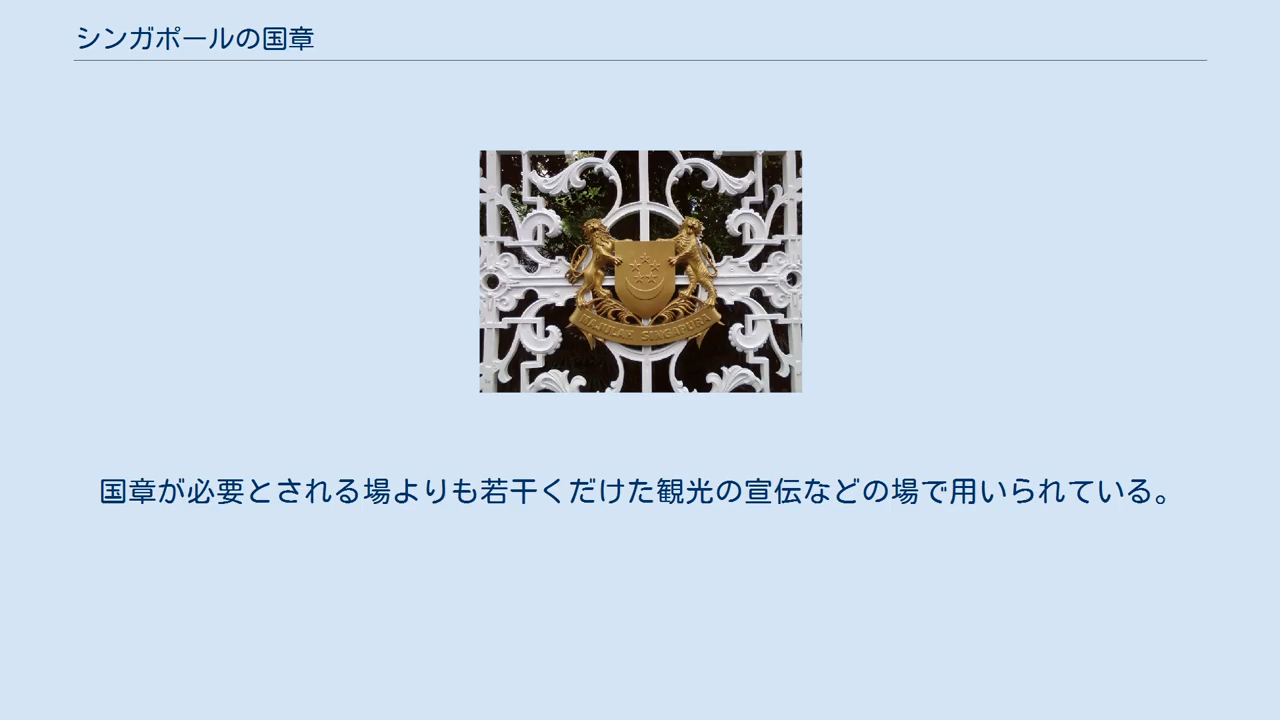 シンガポールの国章
MAJULAH SINGAPURA
国章が必要とされる場よりも若干くだけた観光の宣伝などの場で用いられている。